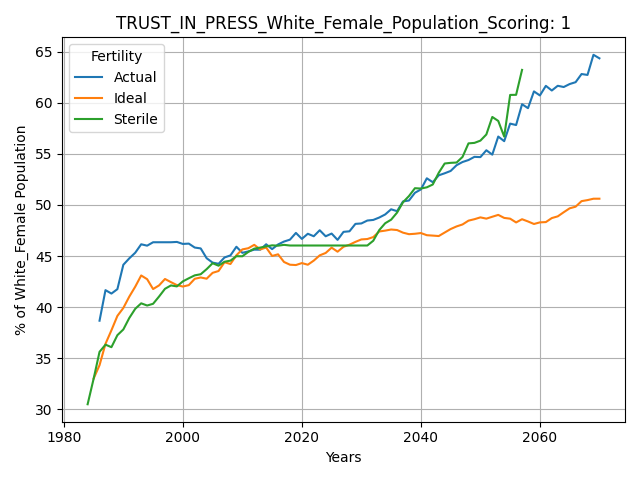 TRUST_IN_PRESS_White_Female_Population_Scoring: 1
Fertility
Actual
Ideal
Sterile
% of White_Female Population
65
60
55
50
45
40
35
30
1980
2000
2020
2040
2060
Years